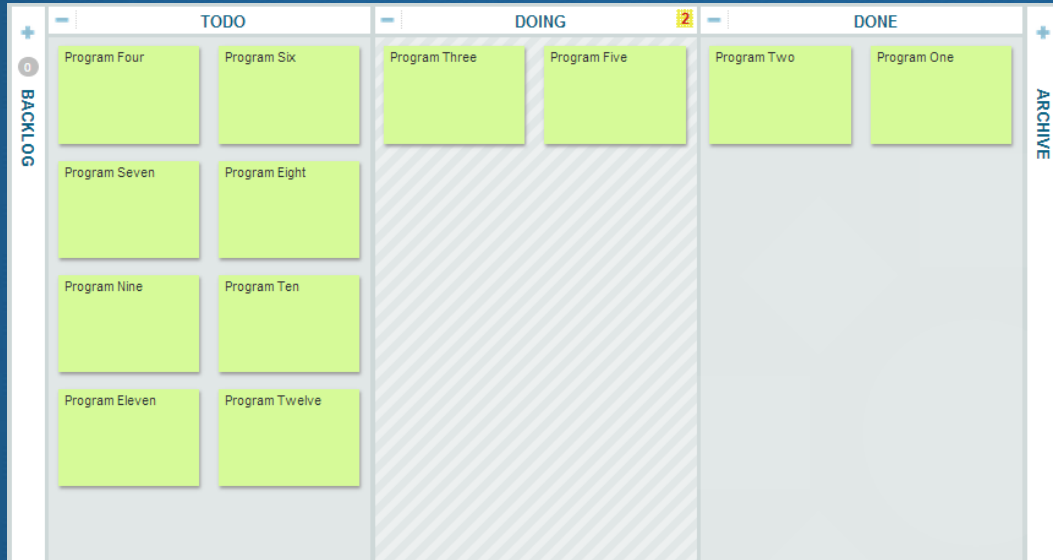 TODO
DOING
2
DONE
0
BACKLOG
ARCHIVE
Program Four
Program Six
Program Three
Program Five
Program Two
Program One
Program Seven
Program Eight
Program Nine
Program Ten
Program Eleven
Program Twelve